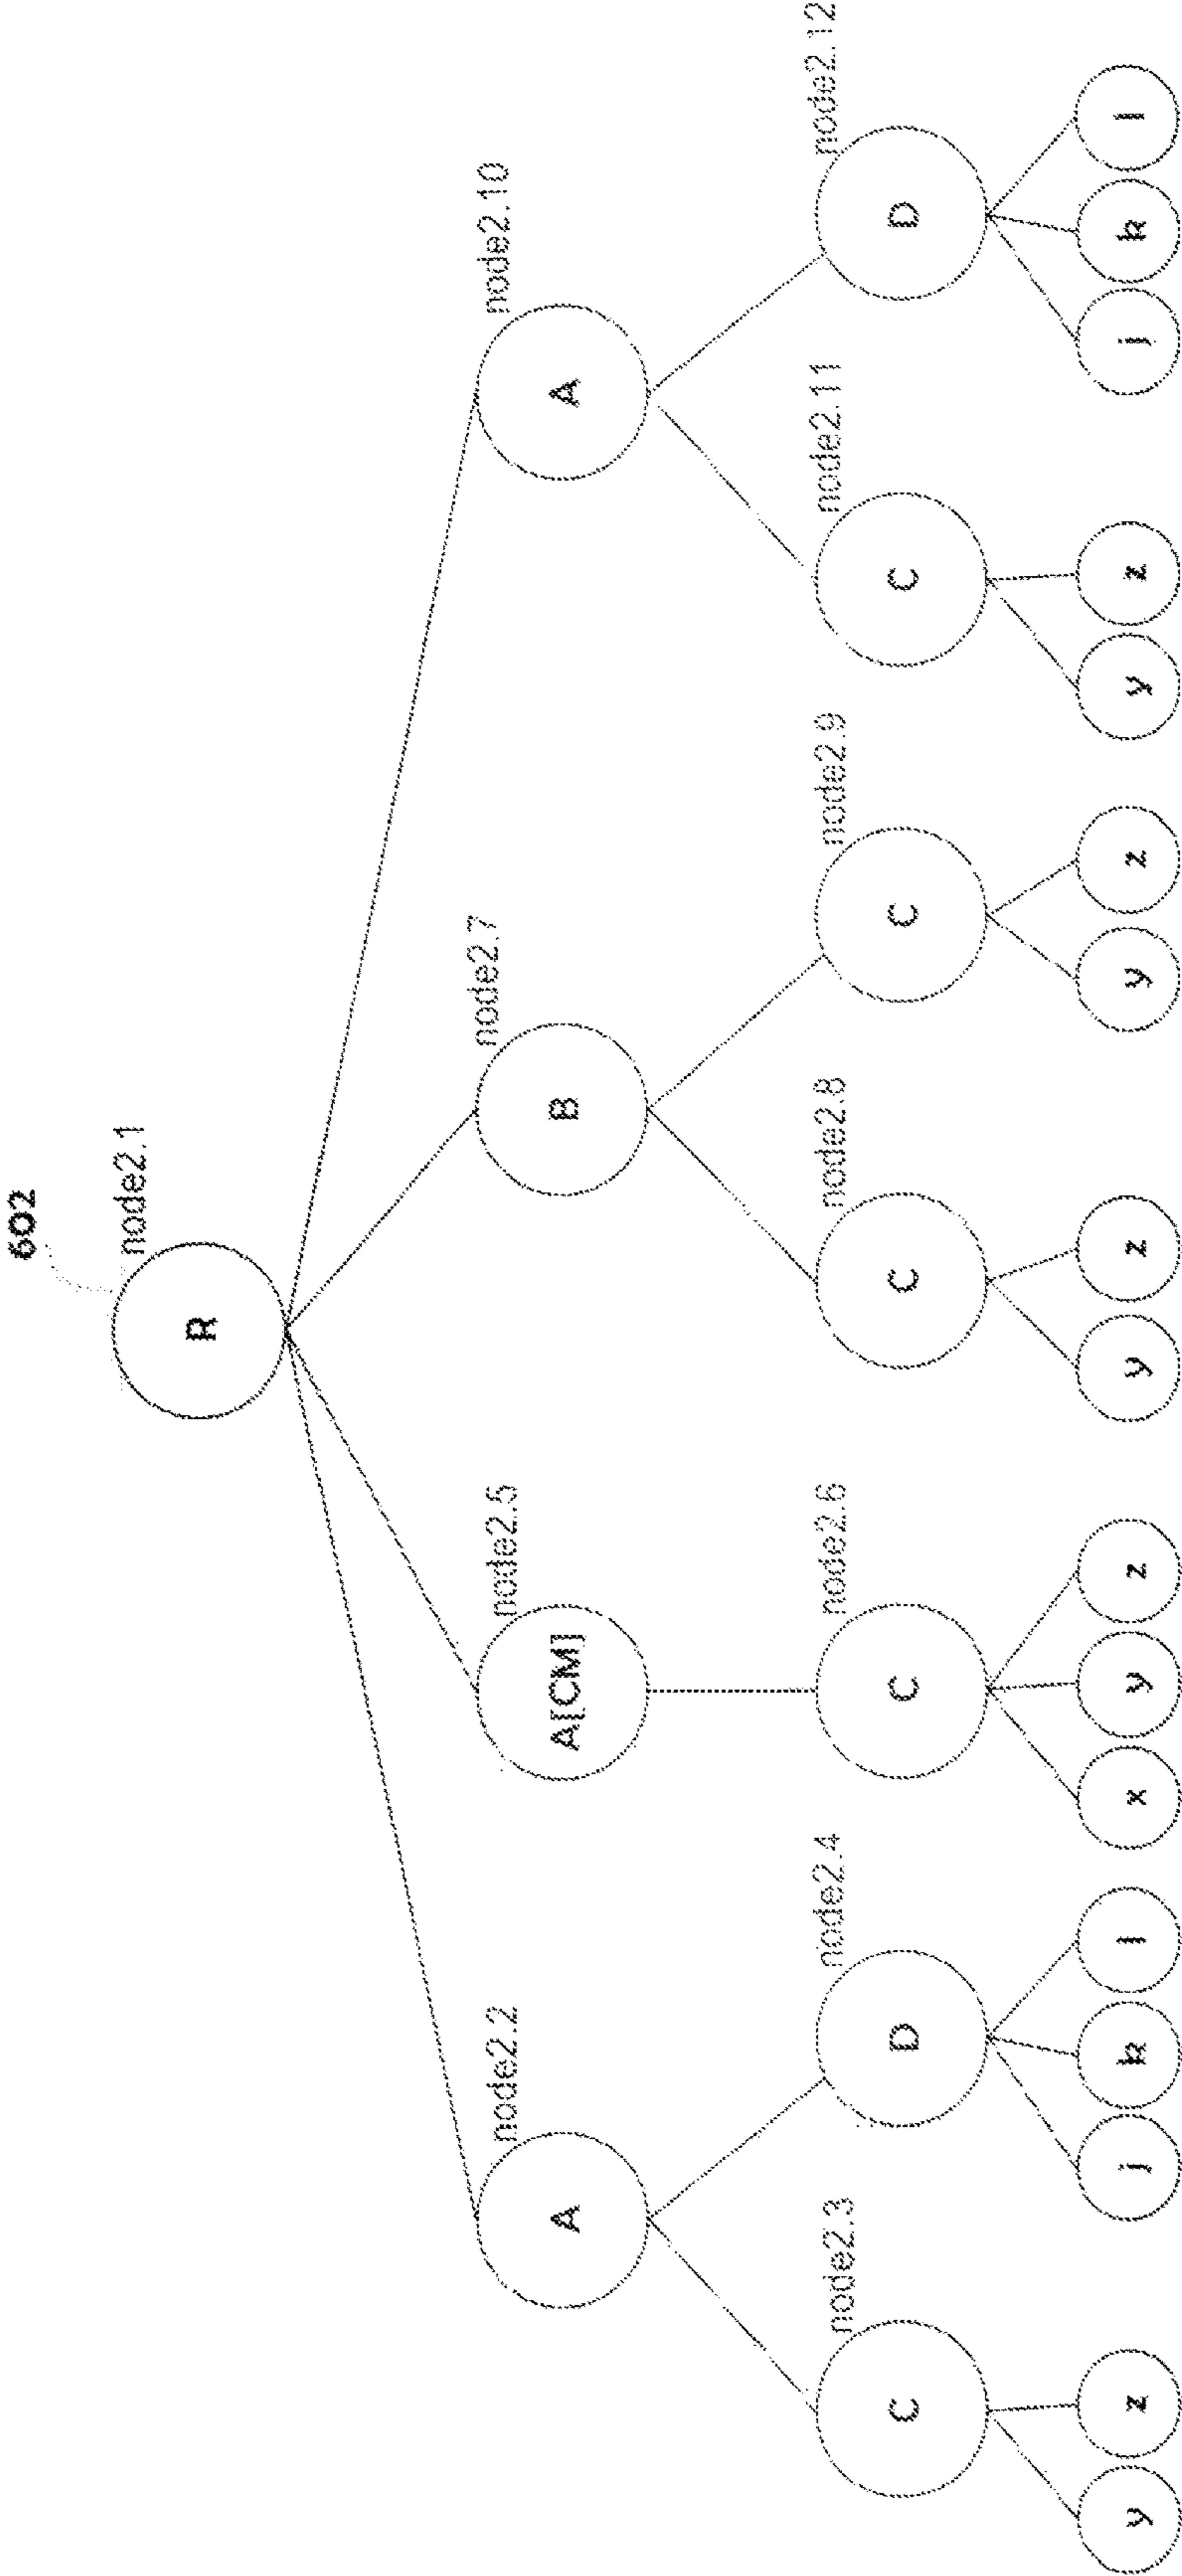 602
node2.1
R
node2.2
node2.5
node2.7
node2.10
A
A[CM]
B
A
node2.3
node2.4
node2.6
node2.8
node2.9
node2.11
node2.12
C
D
C
C
C
C
D
y
z
j
k
l
x
y
z
y
z
y
z
y
z
j
k
l